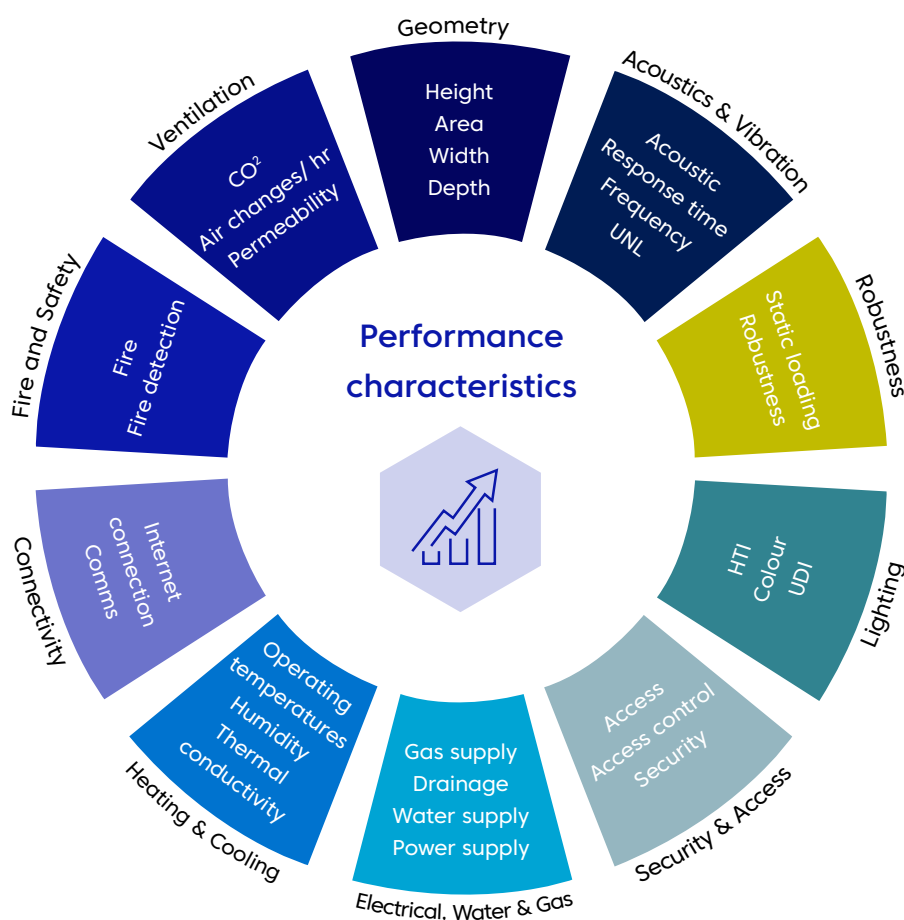 Geometry
Height
Area
Width
Depth
Acoustics & Vibration
Acoustic
Response time
Frequency
UNL
Robustness
Static loading
Robustness
Lighting
HTI
Colour
UDI
Security & Access
Access
Access control
Security
Electrical, Water & Gas
Gas supply
Drainage
Water supply
Power supply
Heating & Cooling
Operating
temperatures
Humidity
Thermal
conductivity
Connectivity
Internet
connection
Comms
Fire and Safety
Fire
Fire detection
Ventilation
CO²
Air changes/ hr
Permeability
Performance
characteristics